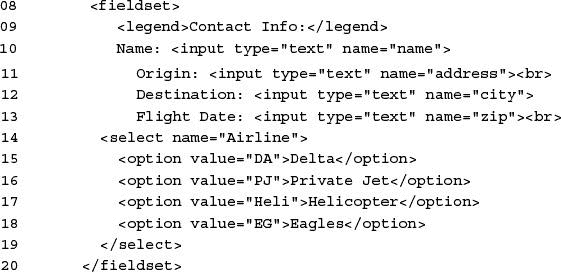 08 <fieldset>
09 <legend>Contact Info:</legend>
10 Name: <input type="text" name="name">
11 Origin: <input type="text" name="address"><br>
12 Destination: <input type="text" name="city">
13 Flight Date: <input type="text" name="zip"><br>
14 <select name="Airline">
15 <option value="DA">Delta</option>
16 <option value="PJ">Private Jet</option>
17 <option value="Heli">Helicopter</option>
18 <option value="EG">Eagles</option>
19 </select>
20 </fieldset>